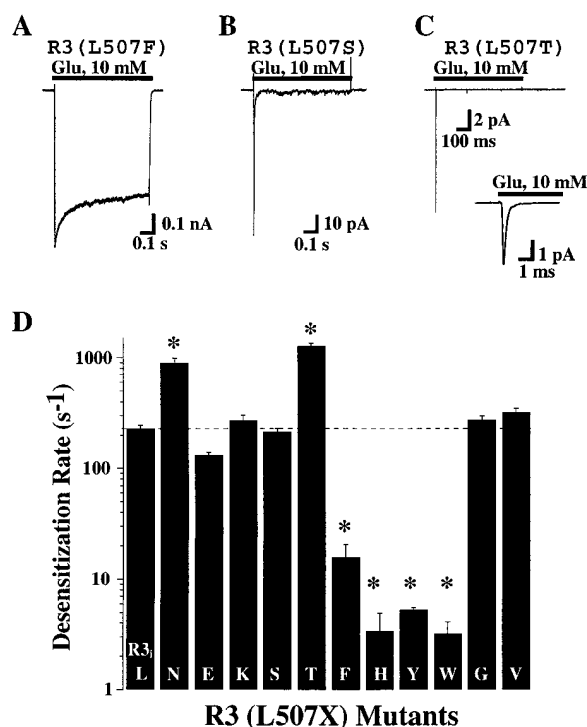 A
R3(L507F)
Glu, 10 mM
0.1 nA
0.1 s
B
R3(L507S)
Glu, 10 mM
10 pA
0.1 s
C
R3(L507T)
Glu, 10 mM
2 pA
100 ms
Glu, 10 mM
1 pA
1 ms
D
Desensitization Rate (s-1)
1000
100
10
1
* * * * * *
R3i
L N E K S T F H Y W G V
R3 (L507X) Mutants